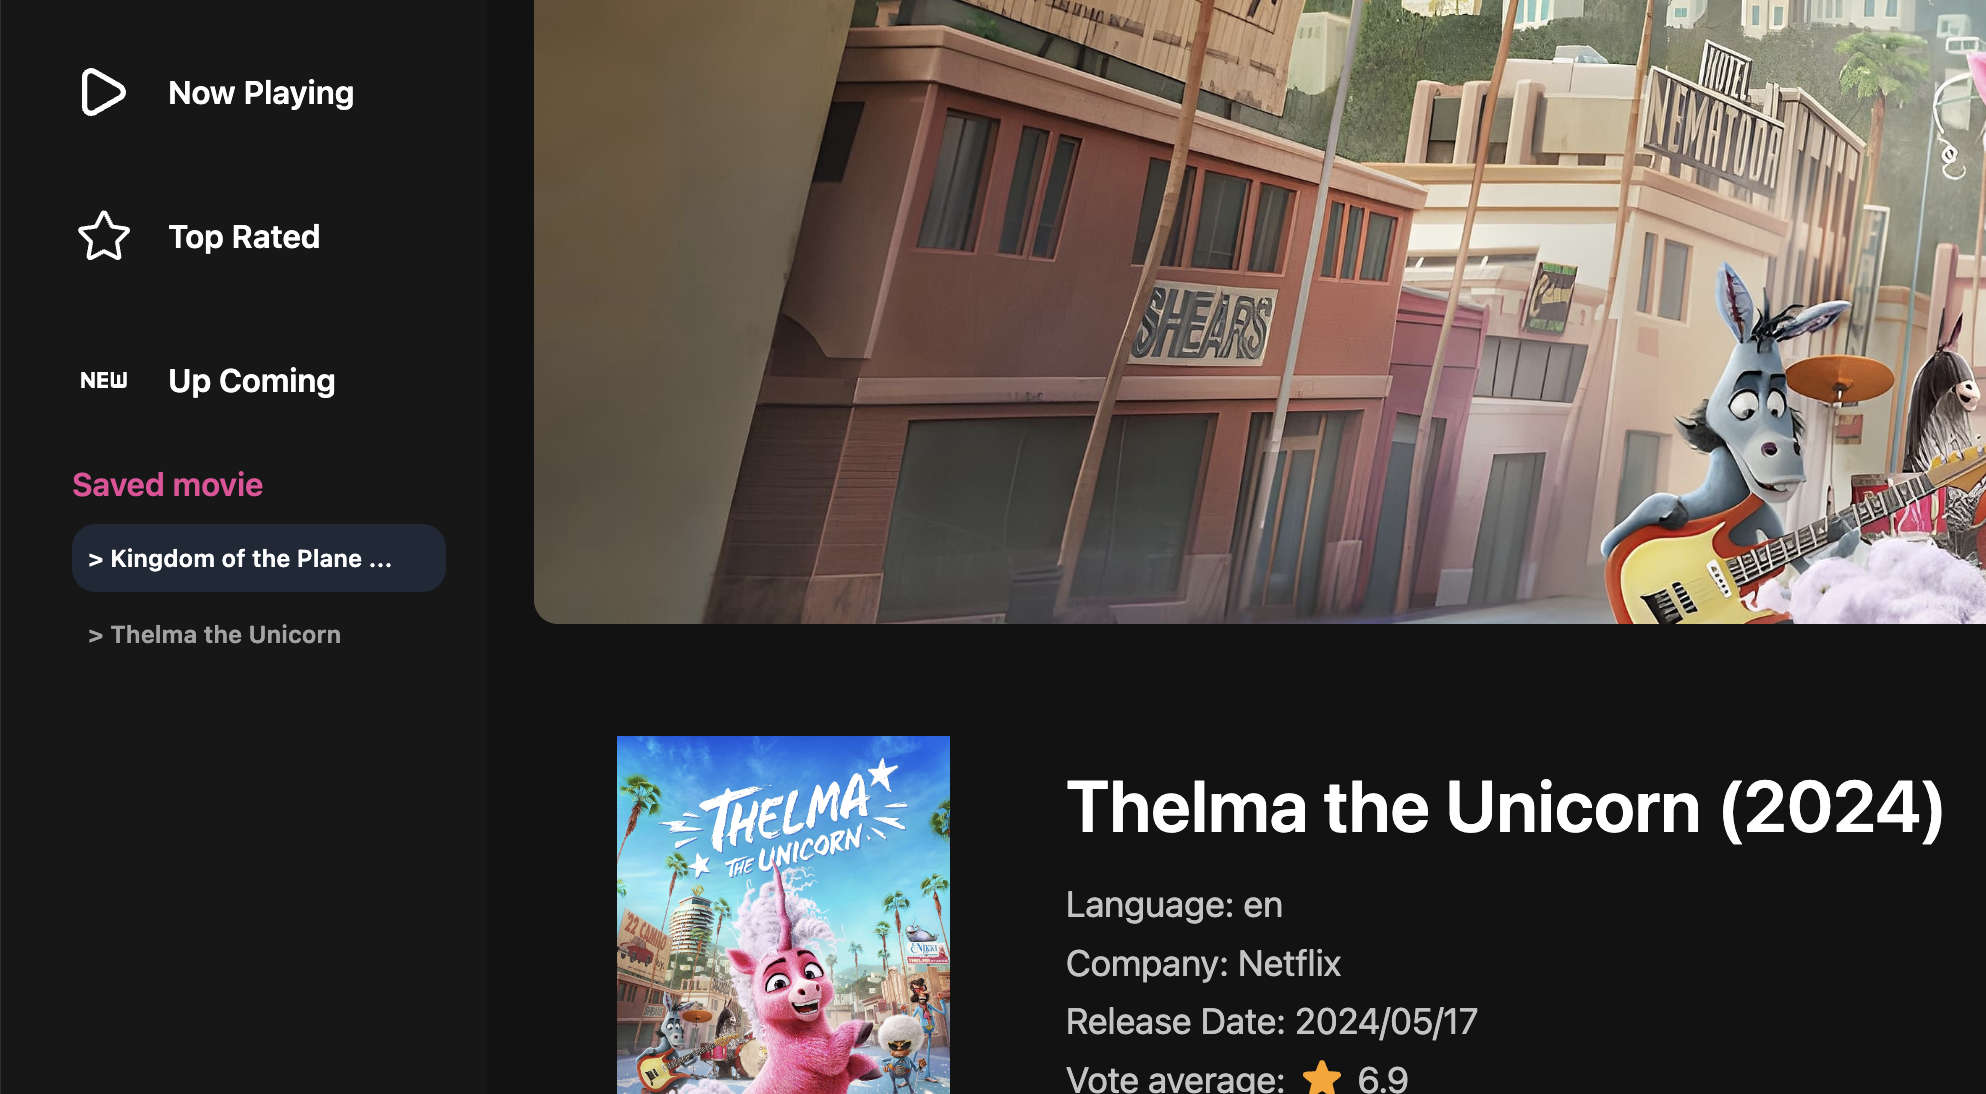 Now Playing
Top Rated
NEW Up Coming
Saved movie
> Kingdom of the Plane ...
> Thelma the Unicorn
HOTEL
NEMATODA
SHEARS
THELMA
THE UNICORN
Thelma the Unicorn (2024)
Language: en
Company: Netflix
Release Date: 2024/05/17
Vote average: 6.9